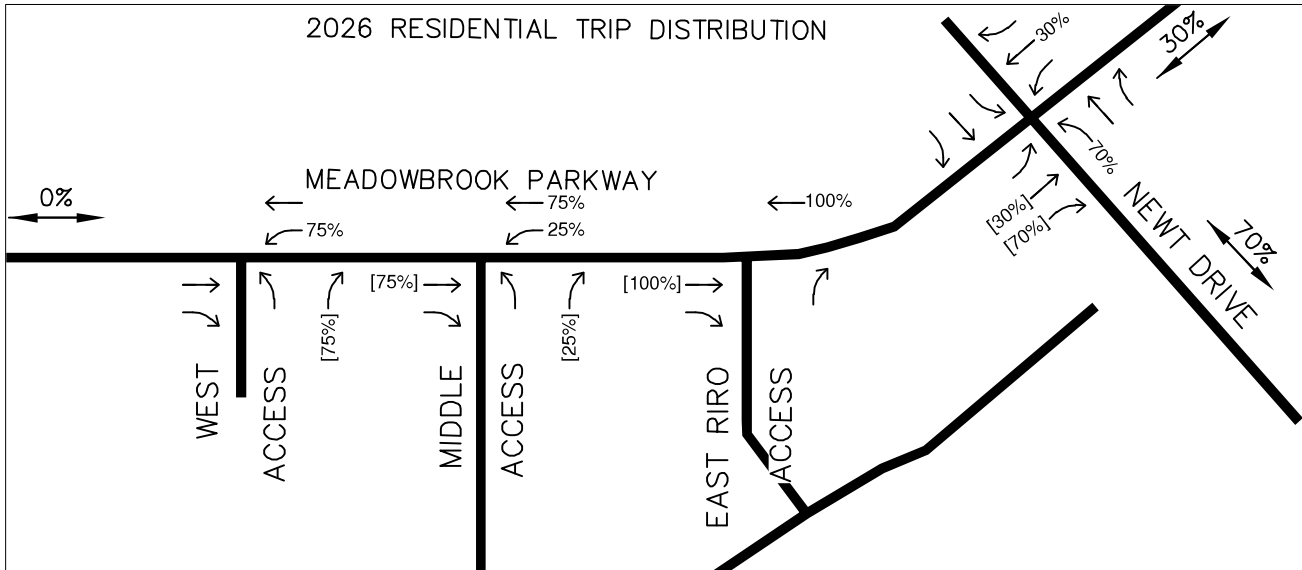 2026 RESIDENTIAL TRIP DISTRIBUTION
30%
30%
70%
MEADOWBROOK PARKWAY
0%
75%
100%
75%
25%
[30%]
[70%]
NEWT DRIVE
70%
[75%]
[100%]
[75%]
[25%]
WEST
ACCESS
MIDDLE
ACCESS
EAST RIRO
ACCESS